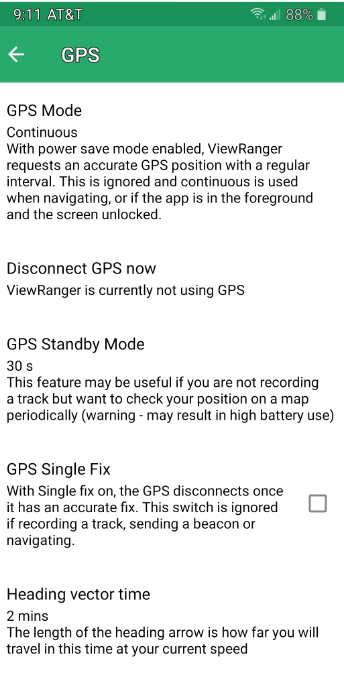 9:11 AT&T 88%
GPS
GPS Mode
Continuous
With power save mode enabled, ViewRanger
requests an accurate GPS position with a regular
interval. This is ignored and continuous is used
when navigating, or if the app is in the foreground
and the screen unlocked.
Disconnect GPS now
ViewRanger is currently not using GPS
GPS Standby Mode
30 s
This feature may be useful if you are not recording
a track but want to check your position on a map
periodically (warning - may result in high battery use)
GPS Single Fix
With Single fix on, the GPS disconnects once
it has an accurate fix. This switch is ignored
if recording a track, sending a beacon or
navigating.
Heading vector time
2 mins
The length of the heading arrow is how far you will
travel in this time at your current speed